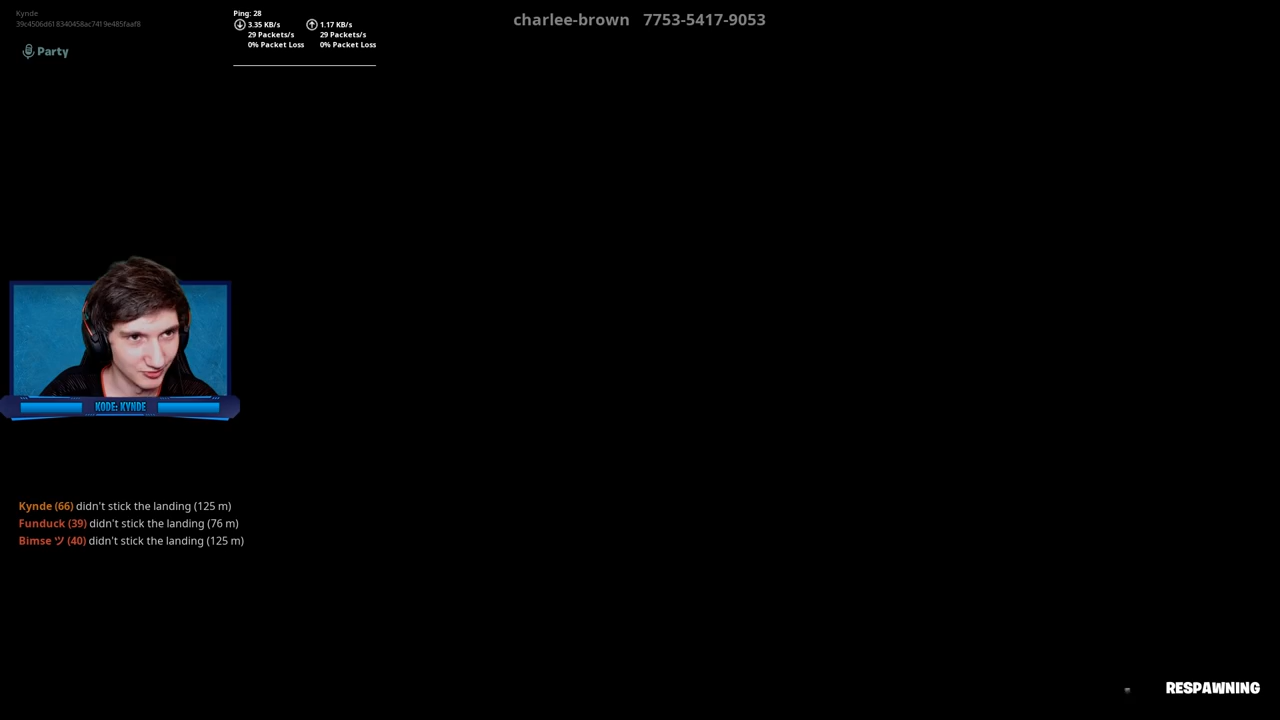 Kynde
39c4506d618340458ac7419e485faaf8
Party
Ping: 28
3.35 KB/s
29 Packets/s
0% Packet Loss
1.17 KB/s
29 Packets/s
0% Packet Loss
charlee-brown 7753-5417-9053
KODE: KYNDE
Kynde (66) didn't stick the landing (125 m)
Funduck (39) didn't stick the landing (76 m)
Bimse ツ (40) didn't stick the landing (125 m)
RESPAWNING